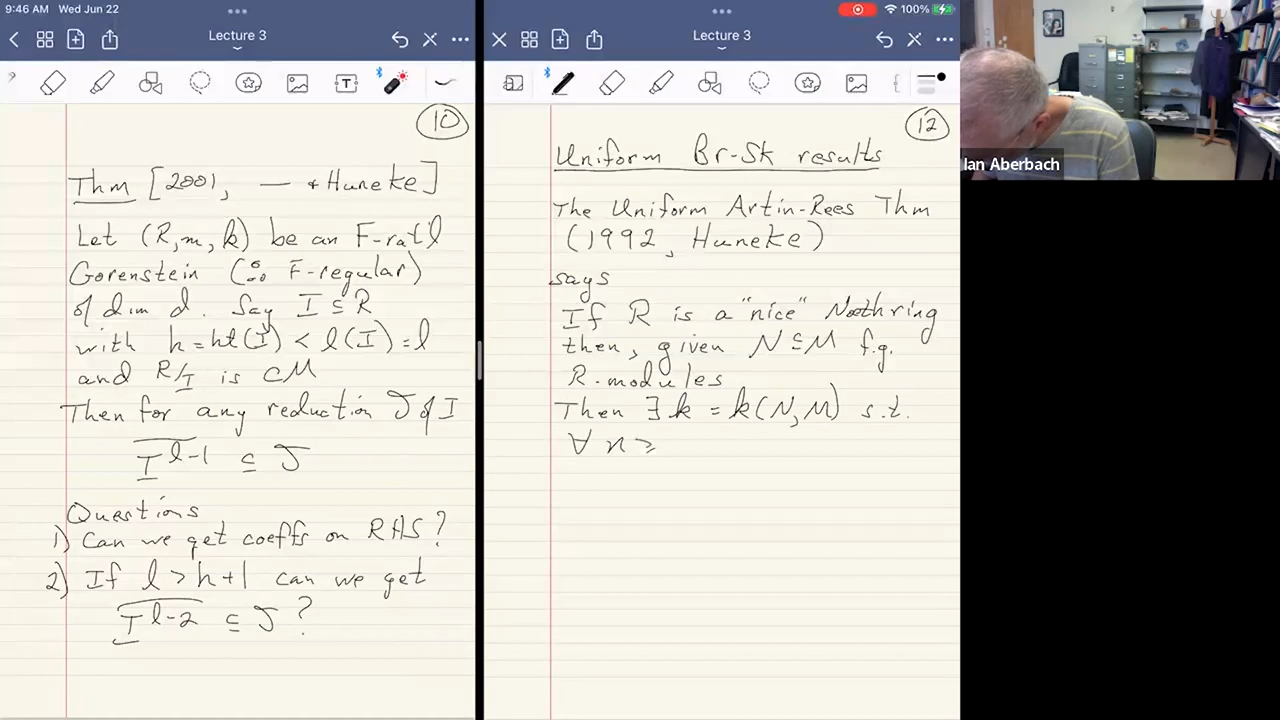 9:46 AM Wed Jun 22
100%
Lecture 3
Lecture 3
10
Thm [2001, — + Huneke]
Let (R, m, k) be an F-rat'l
Gorenstein (∴ F-regular)
of dim d. Say I ⊆ R
with h = ht(I) < l(I) = l
and R/I is CM
Then for any reduction J of I
\overline{I^{l-1}} ⊆ J
Questions
1) Can we get coeffs on RHS?
2) If l > h+1 can we get
\overline{I^{l-2}} ⊆ J ?
12
Uniform Br-Sk results
The Uniform Artin-Rees Thm
(1992, Huneke)
says
If R is a "nice" Noeth ring
then, given N ⊆ M f.g.
R-modules
Then ∃ k = k(N, M) s.t.
∀ n ≥
Ian Aberbach